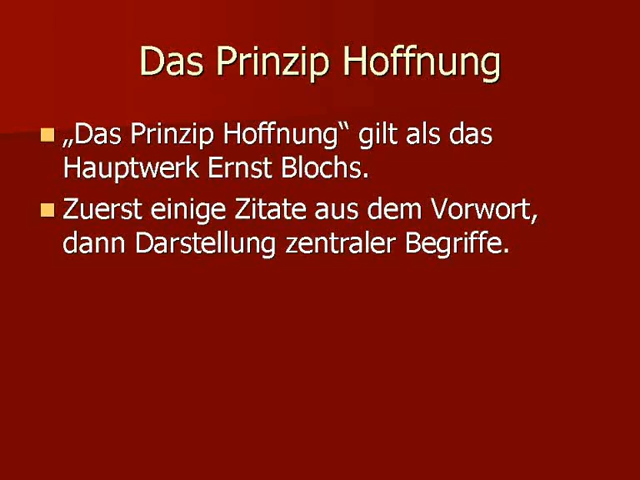 Das Prinzip Hoffnung
„Das Prinzip Hoffnung“ gilt als das
Hauptwerk Ernst Blochs.
Zuerst einige Zitate aus dem Vorwort,
dann Darstellung zentraler Begriffe.